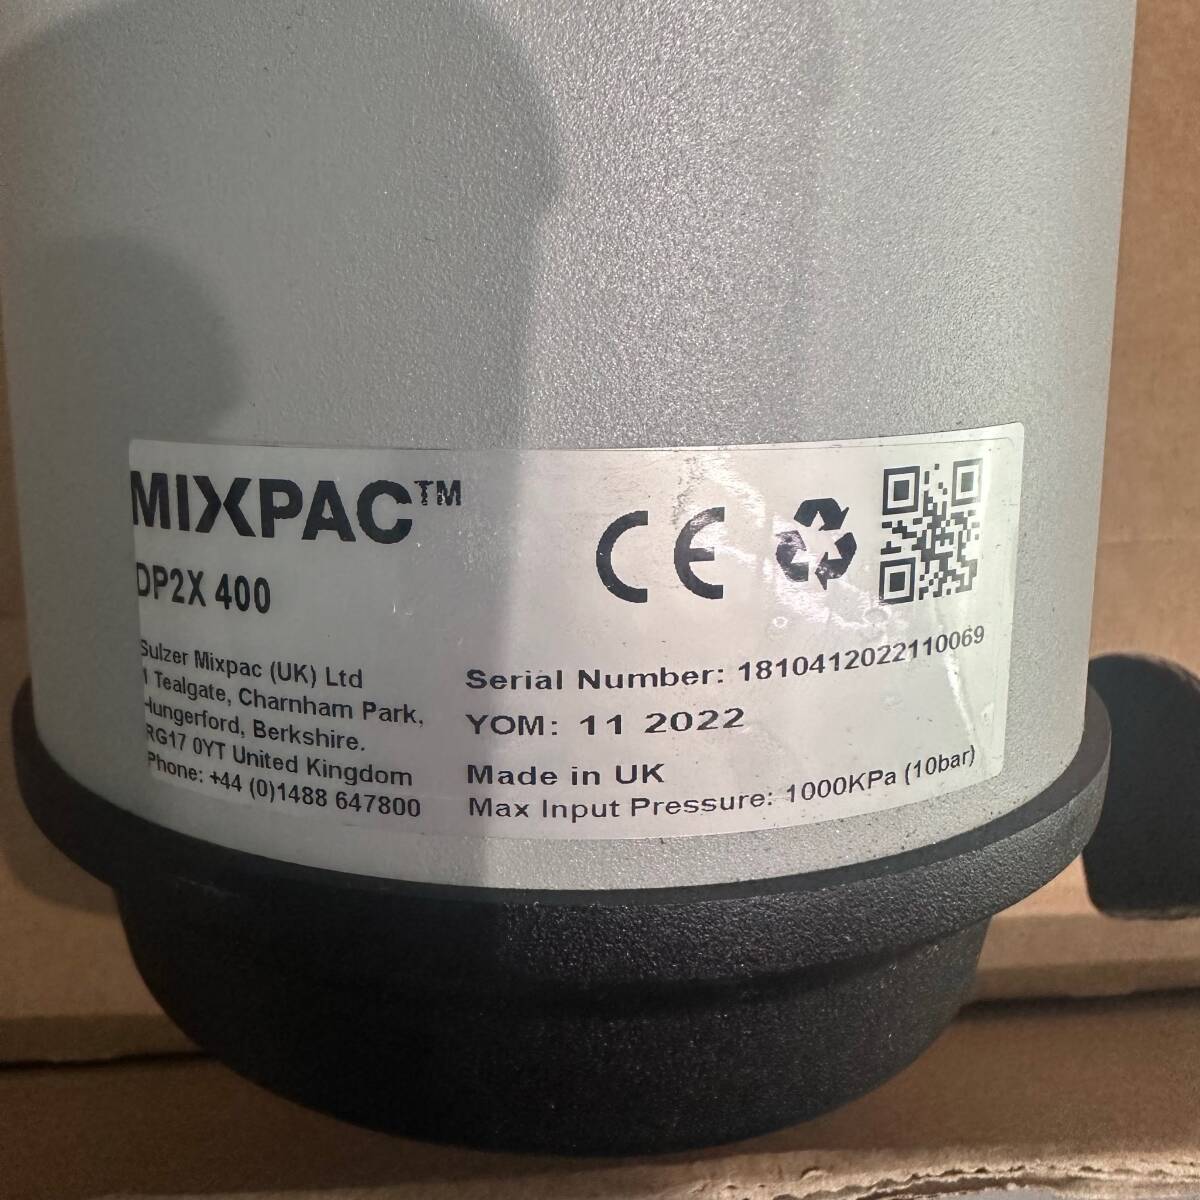 MIXPAC™
DP2X 400
CE
Sulzer Mixpac (UK) Ltd
1 Tealgate, Charnham Park,
Hungerford, Berkshire.
RG17 0YT United Kingdom
Phone: +44 (0)1488 647800
Serial Number: 1810412022110069
YOM: 11 2022
Made in UK
Max Input Pressure: 1000KPa (10bar)